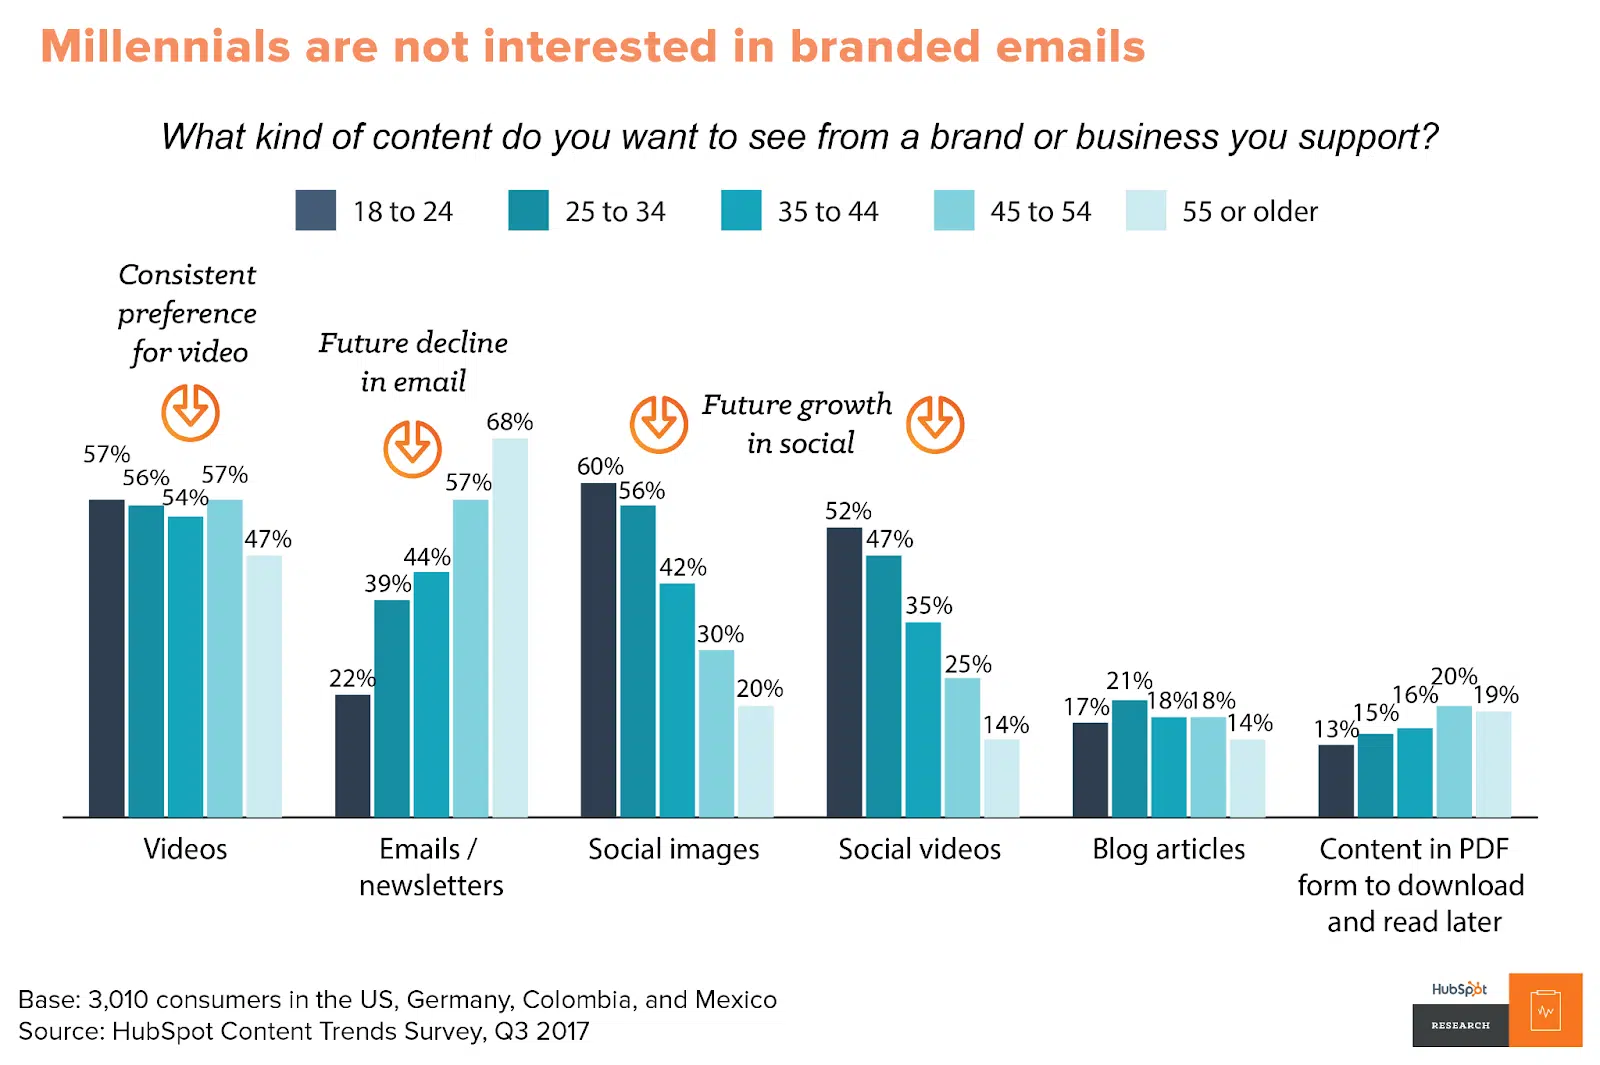 Millennials are not interested in branded emails
What kind of content do you want to see from a brand or business you support?
18 to 24
25 to 34
35 to 44
45 to 54
55 or older
Consistent
preference
for video
Future decline
in email
Future growth
in social
57%
56%
54%
57%
47%
22%
39%
44%
57%
68%
60%
56%
42%
30%
20%
52%
47%
35%
25%
14%
17%
21%
18%
18%
14%
13%
15%
16%
20%
19%
Videos
Emails /
newsletters
Social images
Social videos
Blog articles
Content in PDF
form to download
and read later
Base: 3,010 consumers in the US, Germany, Colombia, and Mexico
Source: HubSpot Content Trends Survey, Q3 2017
HubSpot
RESEARCH